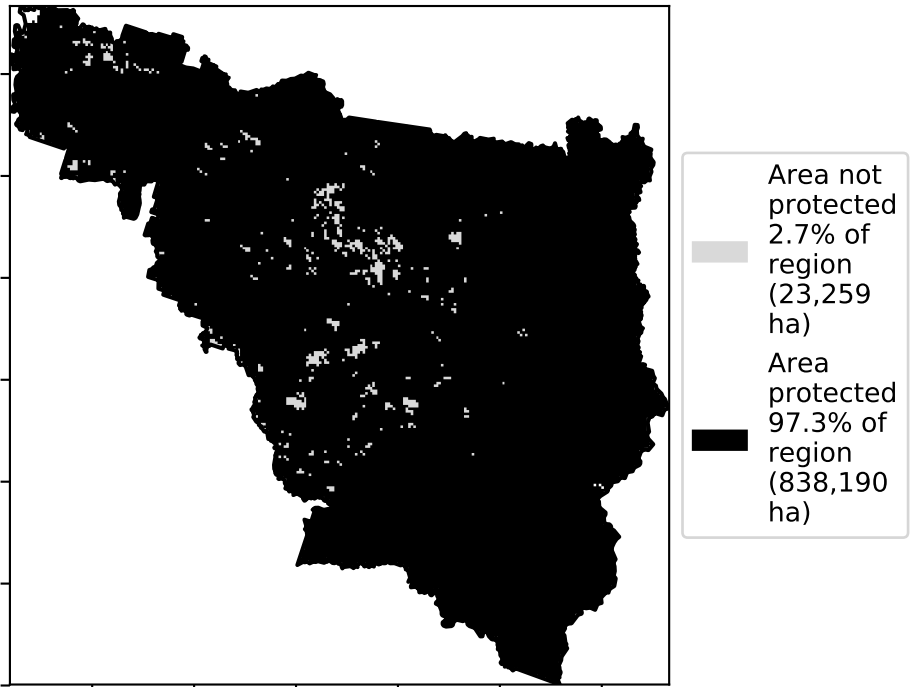 Area not
protected
2.7% of
region
(23,259
ha)
Area
protected
97.3% of
region
(838,190
ha)